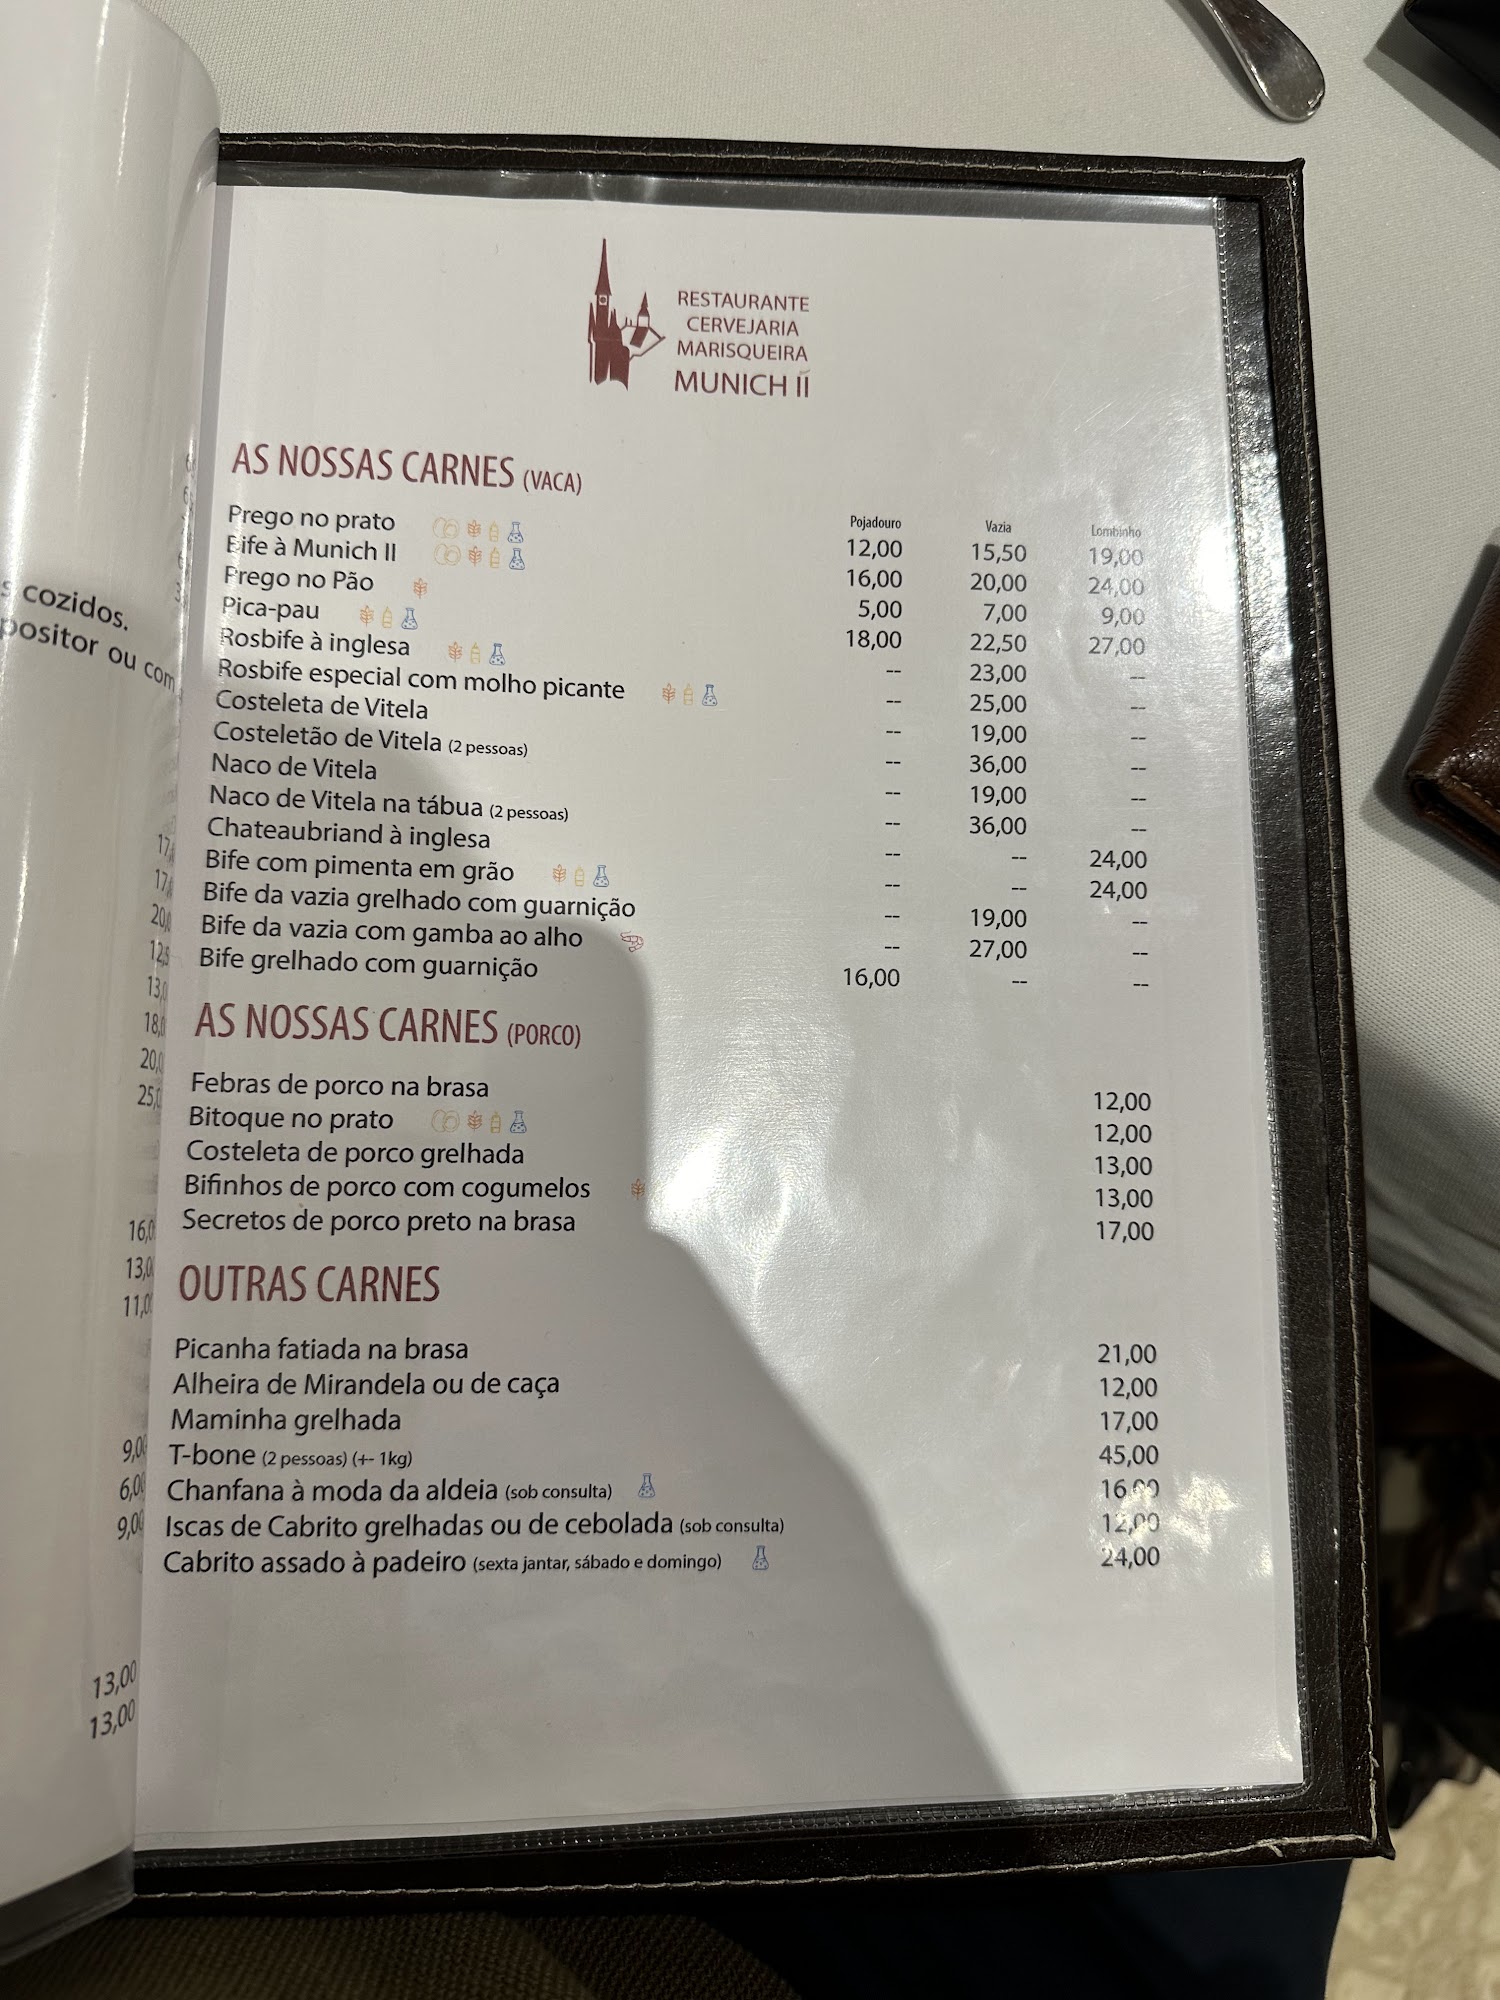 RESTAURANTE
CERVEJARIA
MARISQUEIRA
MUNICH II
AS NOSSAS CARNES (VACA)
Pojadouro Vazia Lombinho
Prego no prato 12,00 15,50 19,00
Bife à Munich II 16,00 20,00 24,00
Prego no Pão 5,00 7,00 9,00
Pica-pau 18,00 22,50 27,00
Rosbife à inglesa -- 23,00 --
Rosbife especial com molho picante -- 25,00 --
Costeleta de Vitela -- 19,00 --
Costeletão de Vitela (2 pessoas) -- 36,00 --
Naco de Vitela -- 19,00 --
Naco de Vitela na tábua (2 pessoas) -- 36,00 --
Chateaubriand à inglesa -- -- 24,00
Bife com pimenta em grão -- -- 24,00
Bife da vazia grelhado com guarnição -- 19,00 --
Bife da vazia com gamba ao alho -- 27,00 --
Bife grelhado com guarnição 16,00 -- --
AS NOSSAS CARNES (PORCO)
Febras de porco na brasa 12,00
Bitoque no prato 12,00
Costeleta de porco grelhada 13,00
Bifinhos de porco com cogumelos 13,00
Secretos de porco preto na brasa 17,00
OUTRAS CARNES
Picanha fatiada na brasa 21,00
Alheira de Mirandela ou de caça 12,00
Maminha grelhada 17,00
T-bone (2 pessoas) (+- 1kg) 45,00
Chanfana à moda da aldeia (sob consulta) 16,00
Iscas de Cabrito grelhadas ou de cebolada (sob consulta) 12,00
Cabrito assado à padeiro (sexta jantar, sábado e domingo) 24,00
cozidos.
ou com
13,00
13,00